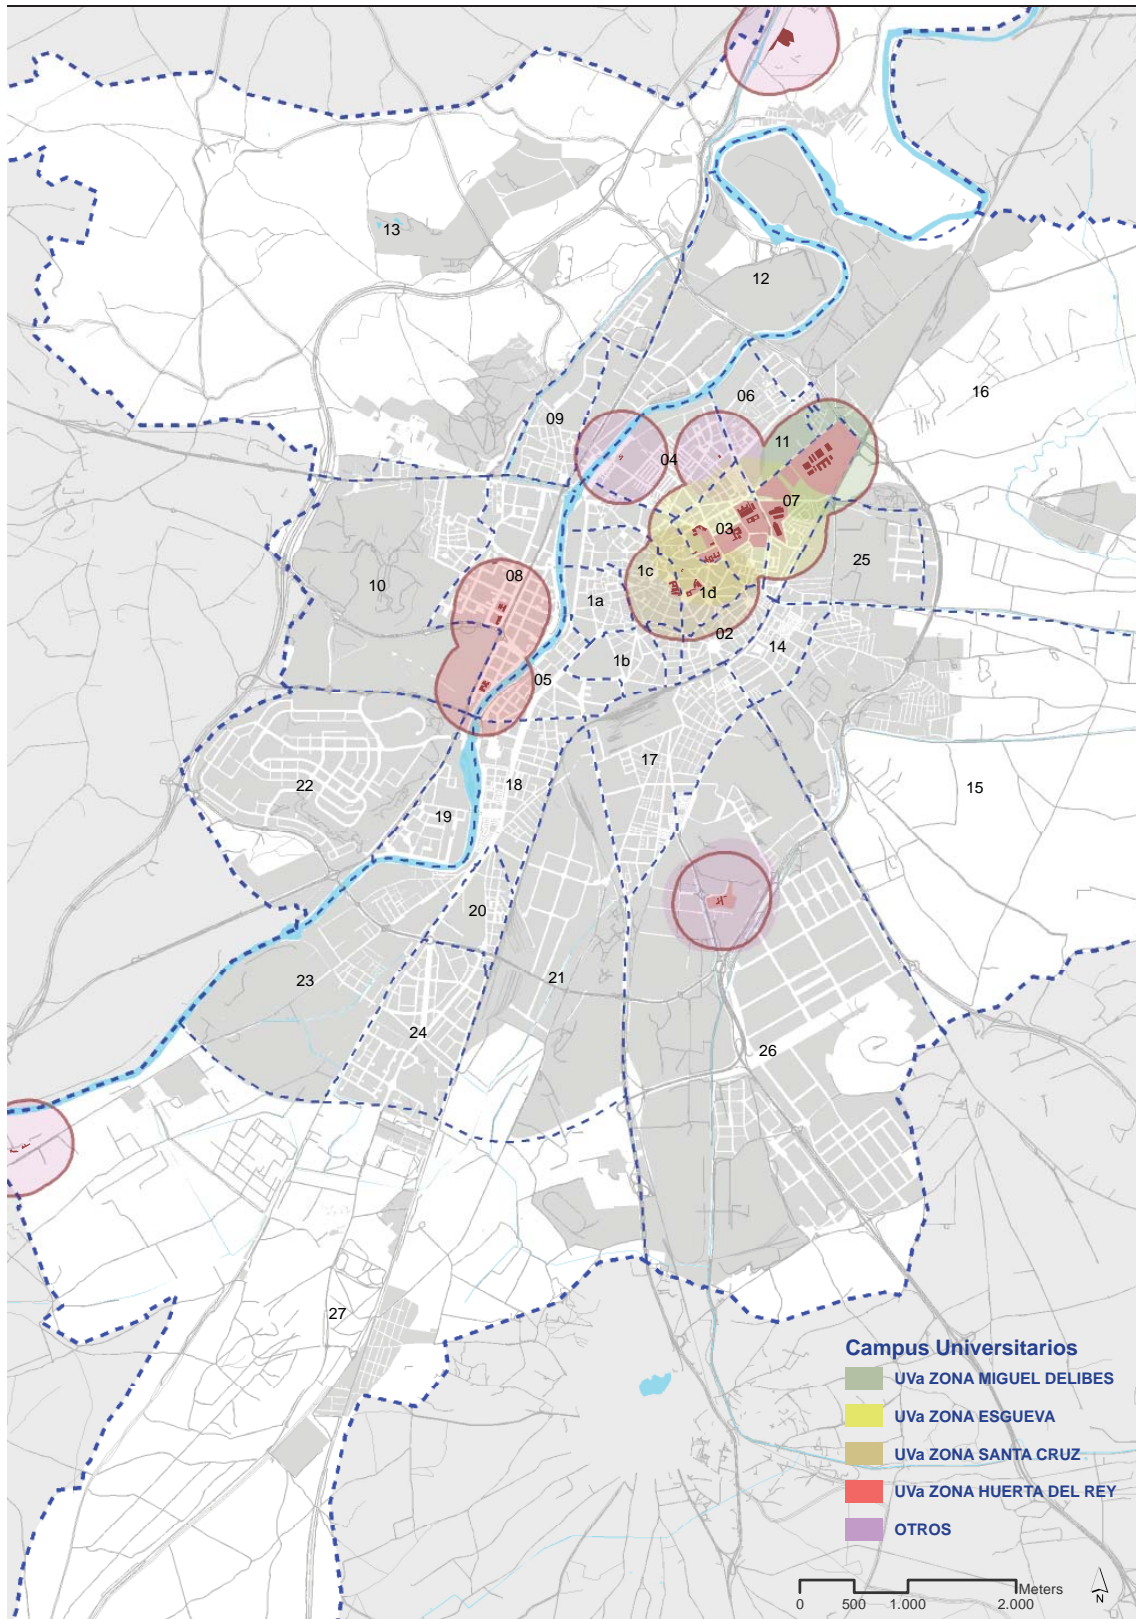 13
12
16
06
09
11
04
07
03
25
1c
08
10
1d
1a
02
14
1b
05
17
22
18
15
19
20
23
21
24
26
27
Campus Universitarios
UVa ZONA MIGUEL DELIBES
UVa ZONA ESGUEVA
UVa ZONA SANTA CRUZ
UVa ZONA HUERTA DEL REY
OTROS
Meters
0 500 1.000 2.000
N